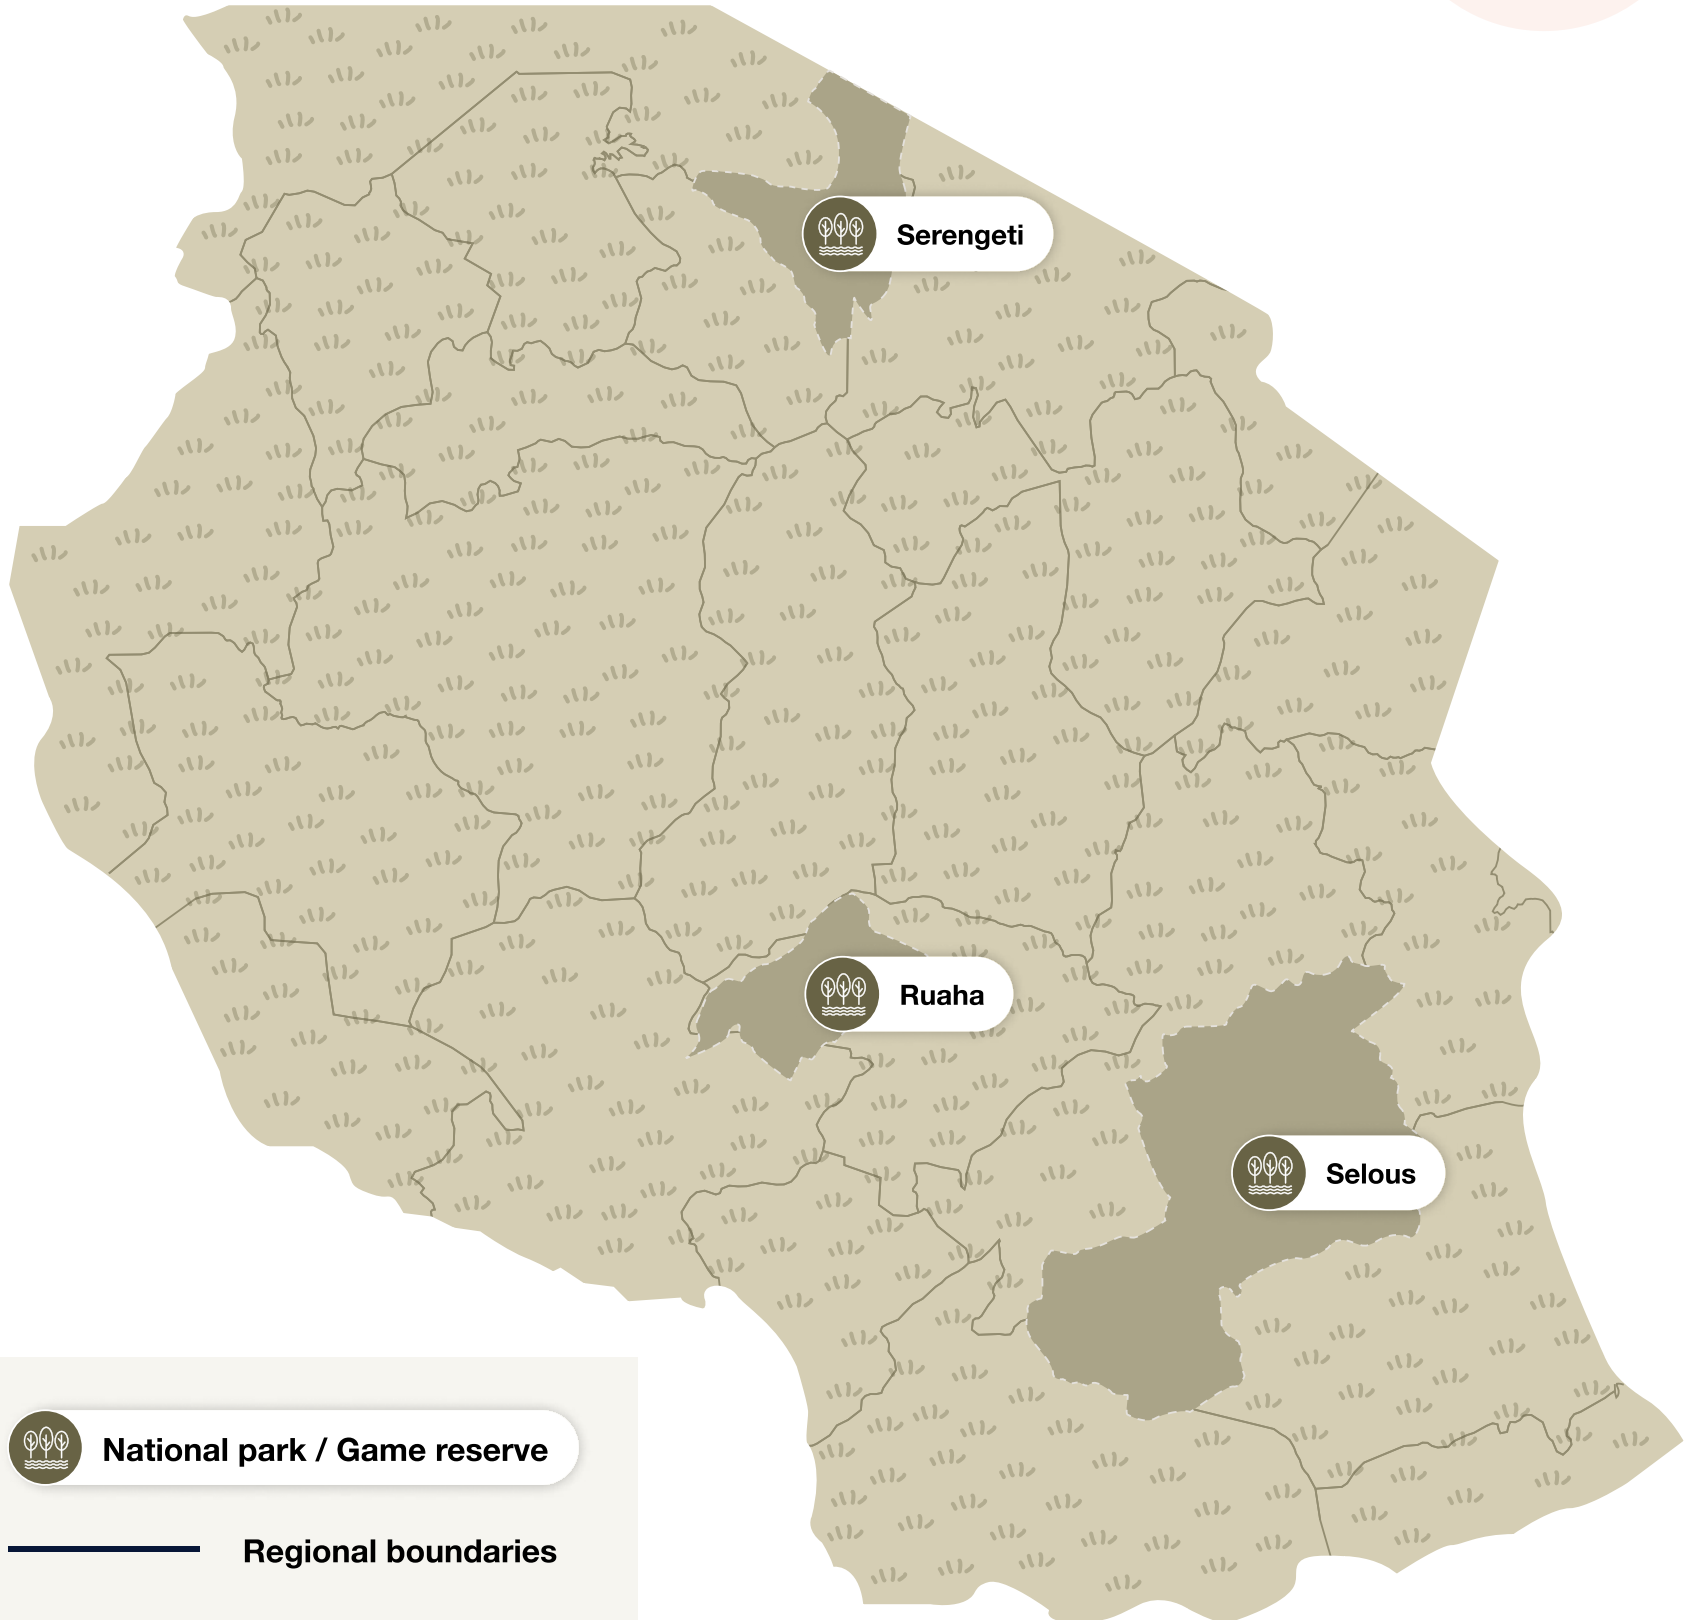 Serengeti
Ruaha
Selous
National park / Game reserve
Regional boundaries